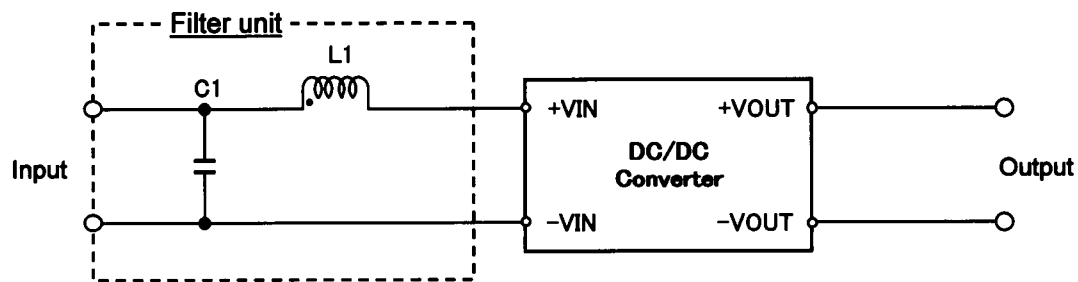 Filter unit
L1
C1
+VIN
+VOUT
Input
DC/DC
Converter
Output
−VIN
−VOUT